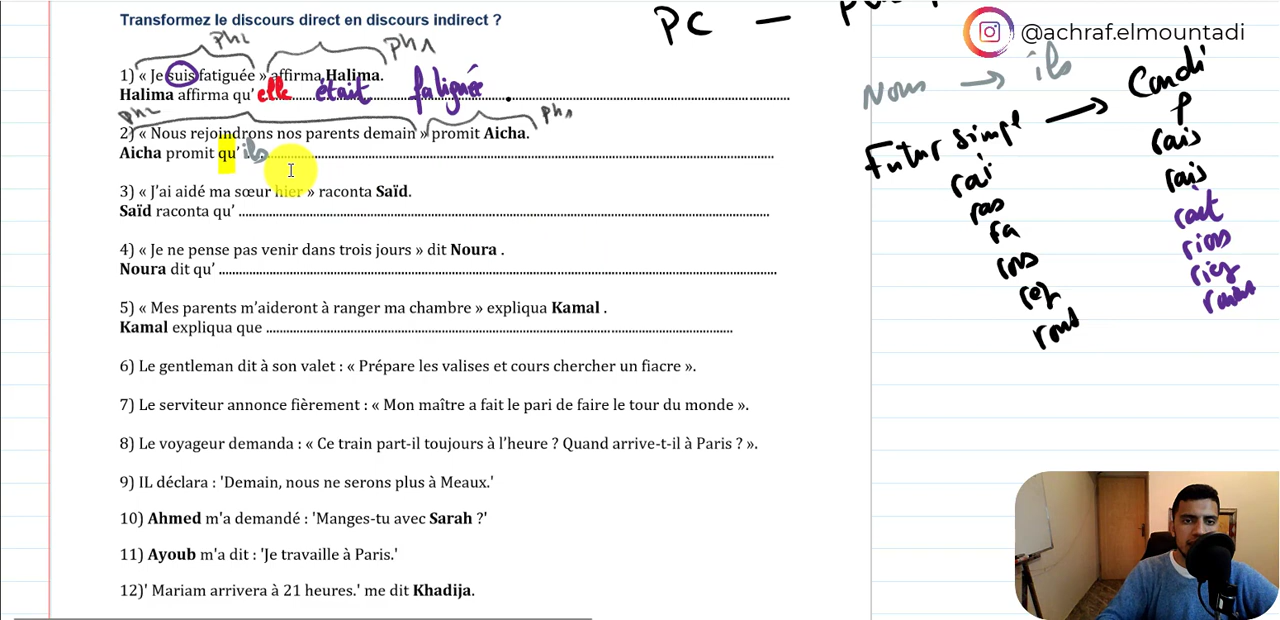 Transformez le discours direct en discours indirect ?
PC —
@achraf.elmountadi
ph2
ph1
1) « Je suis fatiguée » affirma Halima.
Halima affirma qu' elle était fatiguée .
ph2
ph1
2) « Nous rejoindrons nos parents demain » promit Aicha.
Aicha promit qu' ils
3) « J'ai aidé ma sœur hier » raconta Saïd.
Saïd raconta qu'
4) « Je ne pense pas venir dans trois jours » dit Noura .
Noura dit qu'
5) « Mes parents m'aideront à ranger ma chambre » expliqua Kamal .
Kamal expliqua que
6) Le gentleman dit à son valet : « Prépare les valises et cours chercher un fiacre ».
7) Le serviteur annonce fièrement : « Mon maître a fait le pari de faire le tour du monde ».
8) Le voyageur demanda : « Ce train part-il toujours à l'heure ? Quand arrive-t-il à Paris ? ».
9) IL déclara : 'Demain, nous ne serons plus à Meaux.'
10) Ahmed m'a demandé : 'Manges-tu avec Sarah ?'
11) Ayoub m'a dit : 'Je travaille à Paris.'
12)' Mariam arrivera à 21 heures.' me dit Khadija.
Nous → ils
Futur simpl → Condi P
rai rais
ras rais
ra rait
rons rions
rez riez
ront raient